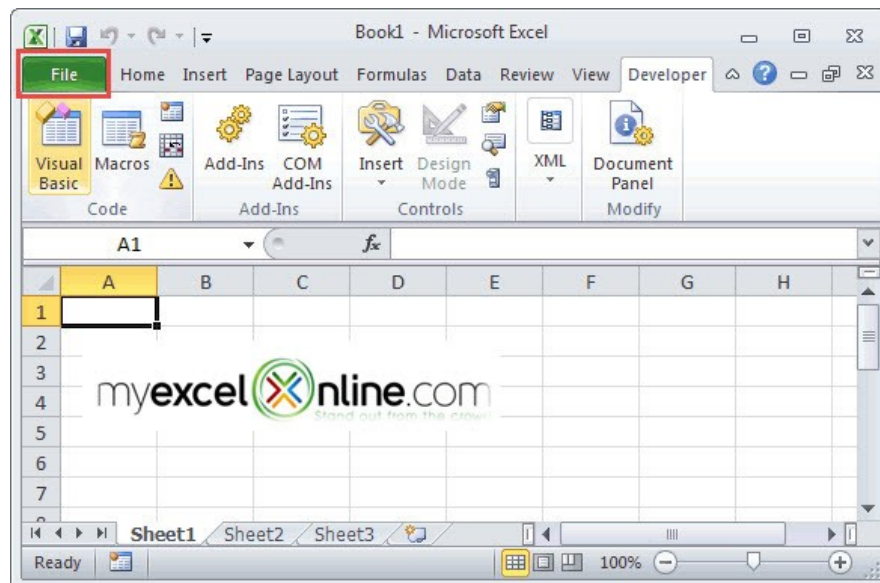 Book1 - Microsoft Excel
File Home Insert Page Layout Formulas Data Review View Developer
Visual Basic
Macros
Add-Ins
COM Add-Ins
Insert
Design Mode
XML
Document Panel
Code Add-Ins Controls Modify
A1 fx
A B C D E F G H
1
2
3
myexcelonline.com
4
Stand out from the crowd
5
6
7
Sheet1 Sheet2 Sheet3
Ready 100%